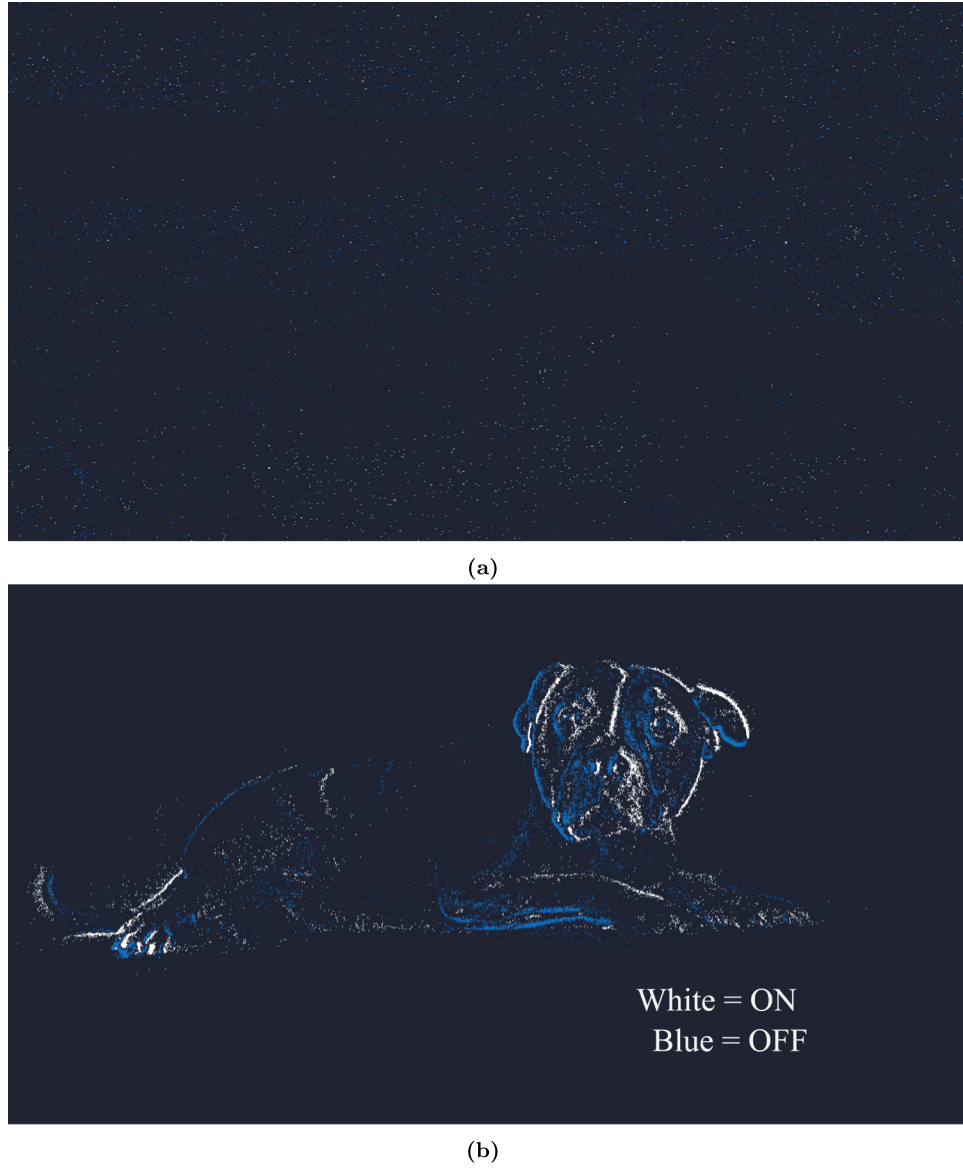 (a)
White = ON
Blue = OFF
(b)